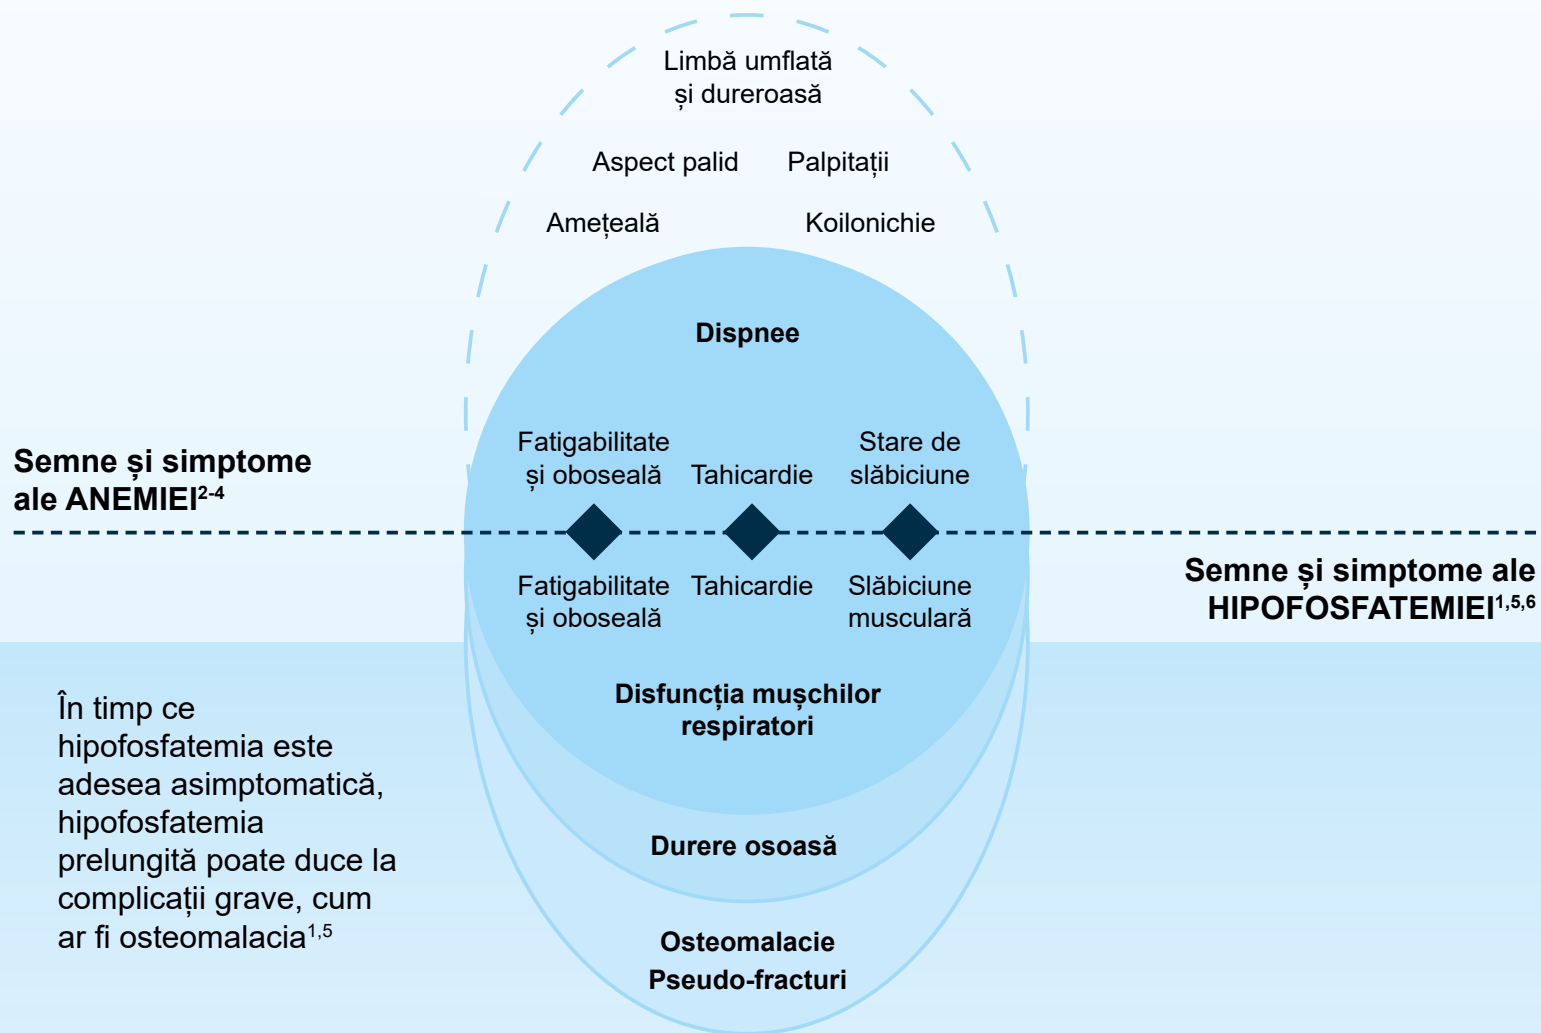 Limbă umflată
și dureroasă
Aspect palid
Palpitații
Amețeală
Koilonichie
Dispnee
Fatigabilitate
și oboseală
Tahicardie
Stare de
slăbiciune
Semne și simptome
ale ANEMIEI2-4
Fatigabilitate
și oboseală
Tahicardie
Slăbiciune
musculară
Semne și simptome ale
HIPOFOSFATEMIEI1,5,6
Disfuncția mușchilor
respiratori
În timp ce
hipofosfatemia este
adesea asimptomatică,
hipofosfatemia
prelungită poate duce la
complicații grave, cum
ar fi osteomalacia1,5
Durere osoasă
Osteomalacie
Pseudo-fracturi